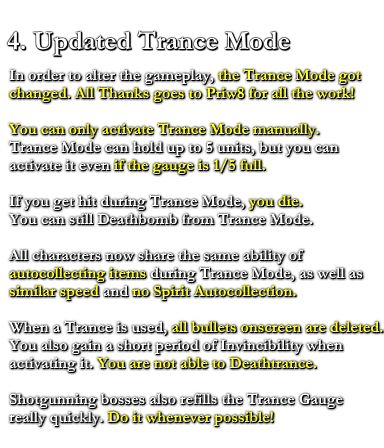 4. Updated Trance Mode
In order to alter the gameplay, the Trance Mode got
changed. All Thanks goes to Priw8 for all the work!
You can only activate Trance Mode manually.
Trance Mode can hold up to 5 units, but you can
activate it even if the gauge is 1/5 full.
If you get hit during Trance Mode, you die.
You can still Deathbomb from Trance Mode.
All characters now share the same ability of
autocollecting items during Trance Mode, as well as
similar speed and no Spirit Autocollection.
When a Trance is used, all bullets onscreen are deleted.
You also gain a short period of Invincibility when
activating it. You are not able to Deathtrance.
Shotgunning bosses also refills the Trance Gauge
really quickly. Do it whenever possible!